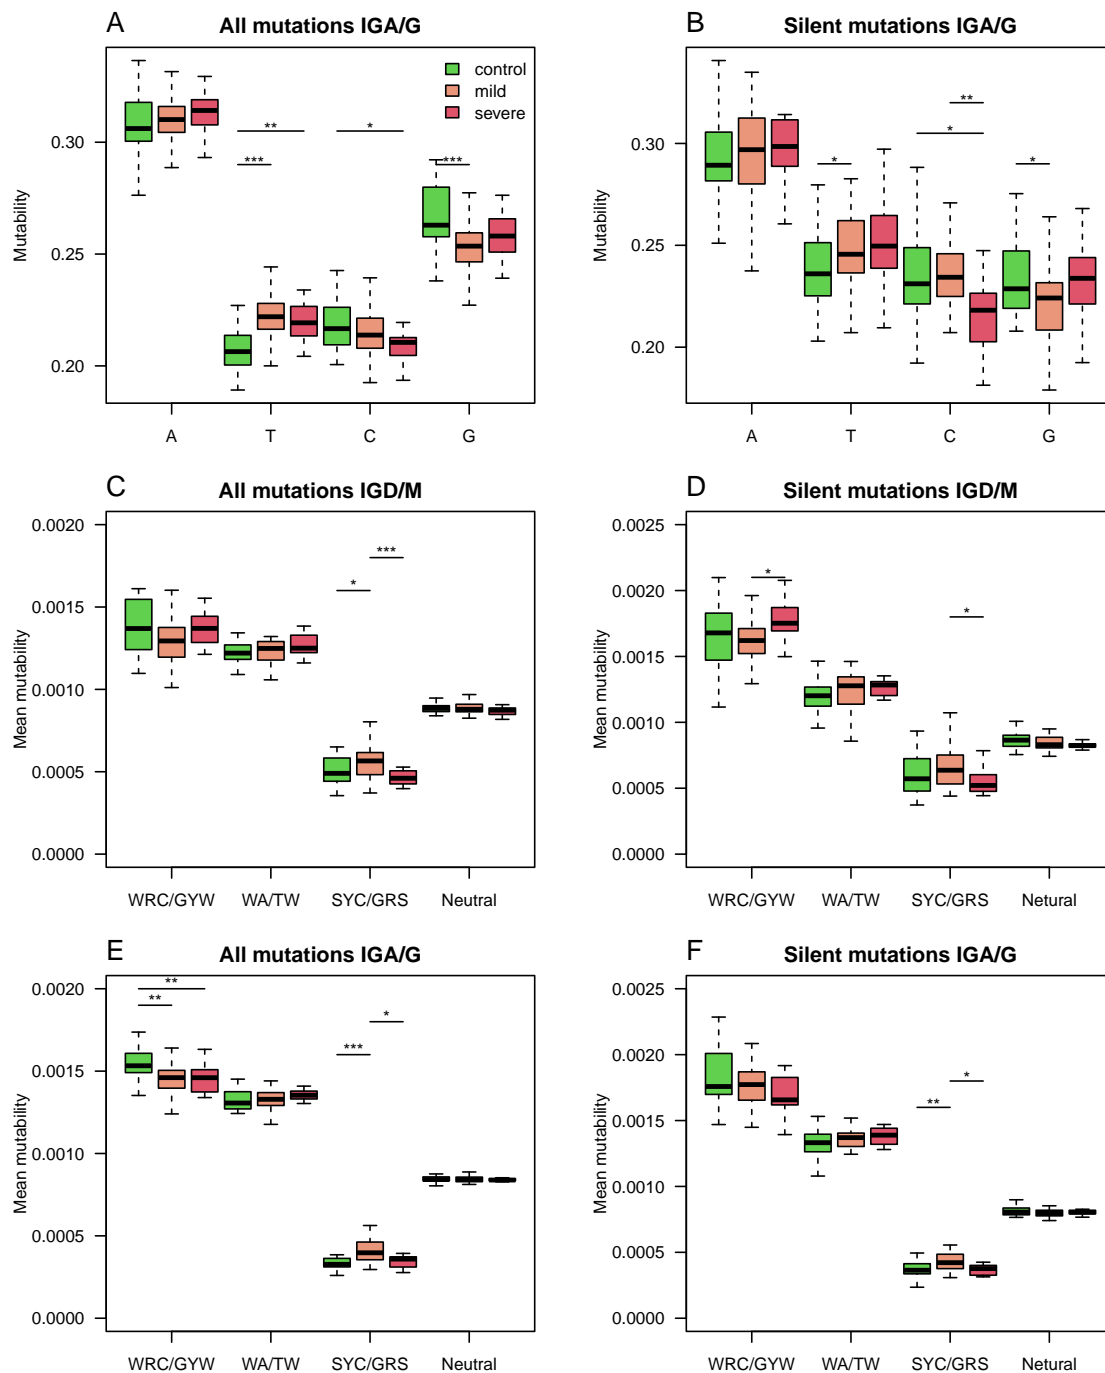 A
All mutations IGA/G
control
mild
severe
Mutability
0.30
0.25
0.20
***
**
*
***
A
T
C
G
B
Silent mutations IGA/G
Mutability
0.30
0.25
0.20
**
*
*
*
A
T
C
G
C
All mutations IGD/M
Mean mutability
0.0020
0.0015
0.0010
0.0005
0.0000
***
*
WRC/GYW
WA/TW
SYC/GRS
Neutral
D
Silent mutations IGD/M
Mean mutability
0.0025
0.0020
0.0015
0.0010
0.0005
0.0000
*
*
WRC/GYW
WA/TW
SYC/GRS
Netural
E
All mutations IGA/G
Mean mutability
0.0020
0.0015
0.0010
0.0005
0.0000
**
**
*
***
WRC/GYW
WA/TW
SYC/GRS
Neutral
F
Silent mutations IGA/G
Mean mutability
0.0025
0.0020
0.0015
0.0010
0.0005
0.0000
*
**
WRC/GYW
WA/TW
SYC/GRS
Netural